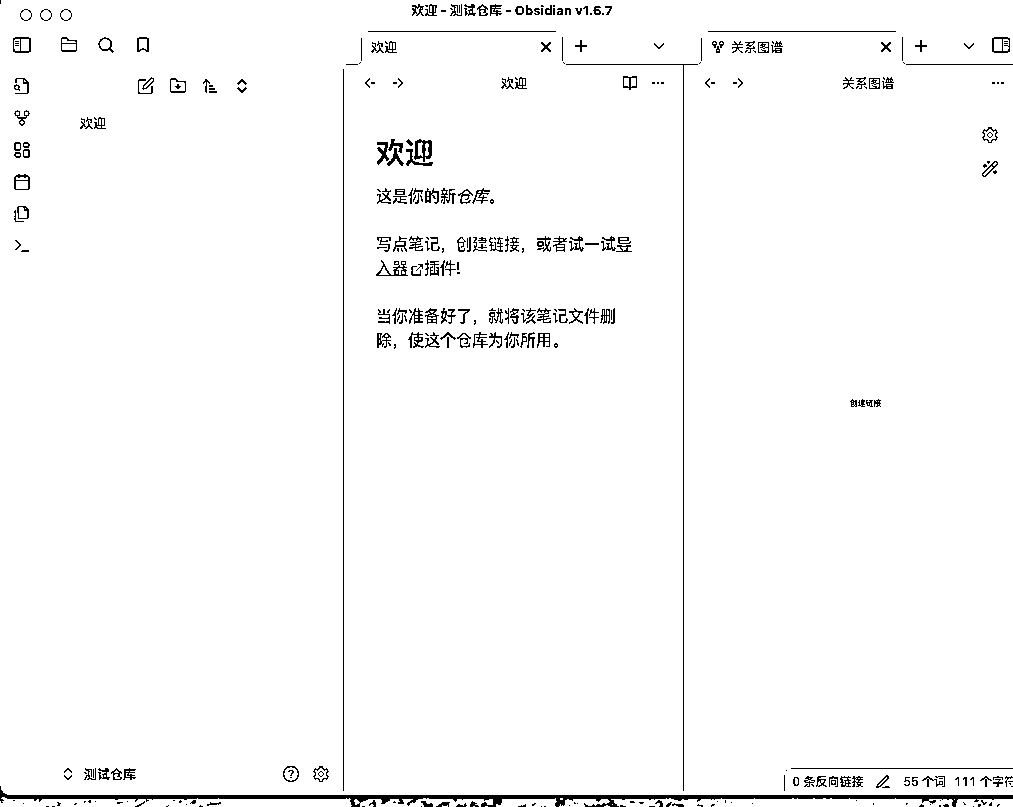 欢迎 - 测试仓库 - Obsidian v1.6.7
欢迎
关系图谱
欢迎
关系图谱
欢迎
欢迎
这是你的新仓库。
写点笔记，创建链接，或者试一试导
入器插件!
当你准备好了，就将该笔记文件删
除，使这个仓库为你所用。
创建链接
测试仓库
0 条反向链接
55 个词
111 个字符